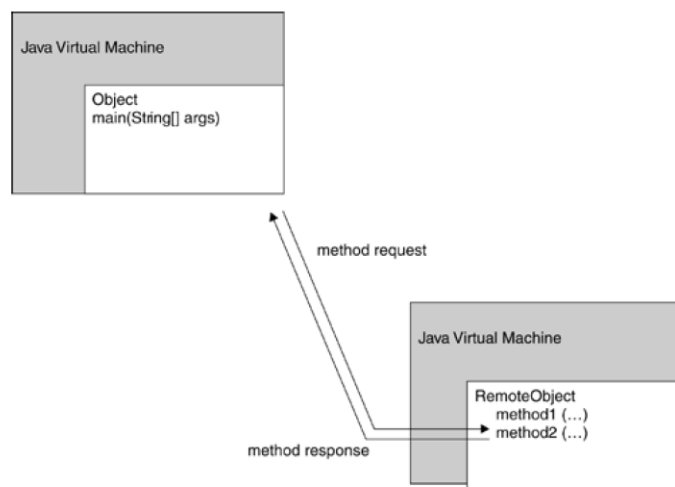 Java Virtual Machine
Object
main(String[] args)
method request
Java Virtual Machine
RemoteObject
method1 (...)
method2 (...)
method response